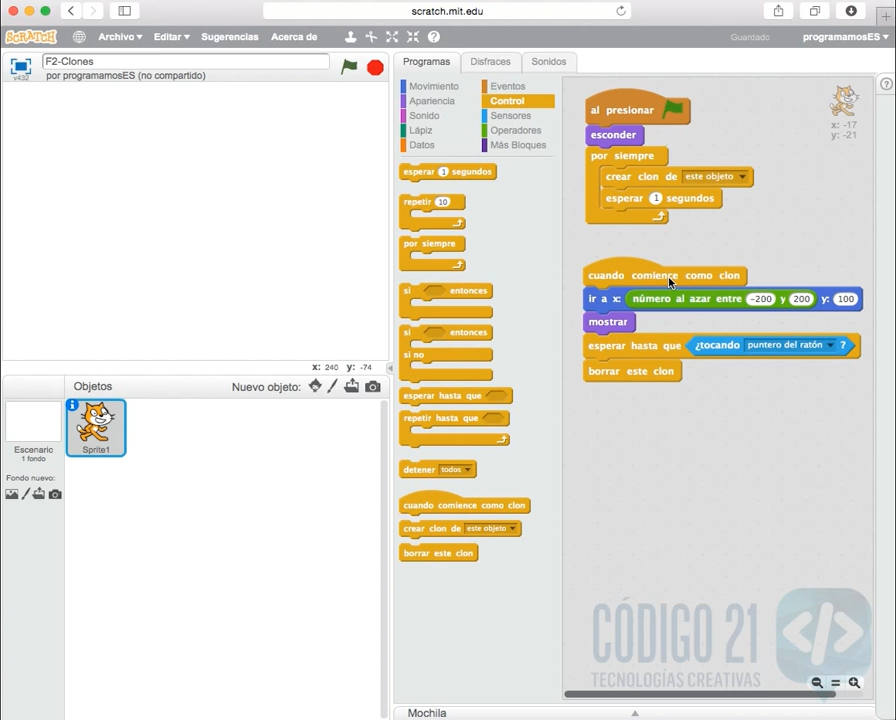 scratch.mit.edu
SCRATCH Archivo Editar Sugerencias Acerca de Guardado programamosES
F2-Clones
por programamosES (no compartido)
v432
Programas Disfraces Sonidos
Movimiento Eventos
Apariencia Control
Sonido Sensores
Lápiz Operadores
Datos Más Bloques
esperar 1 segundos
repetir 10
por siempre
si entonces
si entonces
si no
esperar hasta que
repetir hasta que
detener todos
cuando comience como clon
crear clon de este objeto
borrar este clon
al presionar
esconder
por siempre
crear clon de este objeto
esperar 1 segundos
cuando comience como clon
ir a x: número al azar entre -200 y 200 y: 100
mostrar
esperar hasta que ¿tocando puntero del ratón ?
borrar este clon
x: -17
y: -21
x: 240 y: -74
Objetos Nuevo objeto:
Escenario
1 fondo
Fondo nuevo:
Sprite1
CÓDIGO 21
TECNOLOGÍAS CREATIVAS
Mochila